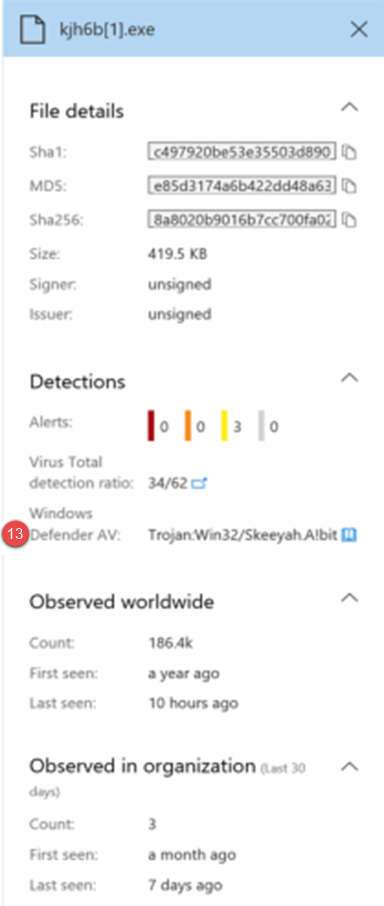 kjh6b[1].exe
File details
Sha1: c497920be53e35503d890
MD5: e85d3174a6b422dd48a63
Sha256: 8a8020b9016b7cc700fa02
Size: 419.5 KB
Signer: unsigned
Issuer: unsigned
Detections
Alerts: 0 0 3 0
Virus Total
detection ratio: 34/62
Windows
13 Defender AV: Trojan:Win32/Skeeyah.A!bit
Observed worldwide
Count: 186.4k
First seen: a year ago
Last seen: 10 hours ago
Observed in organization (Last 30
days)
Count: 3
First seen: a month ago
Last seen: 7 days ago